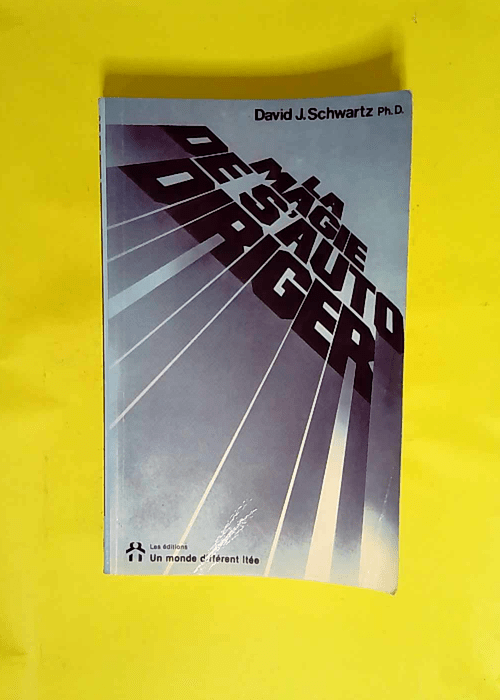 David J. Schwartz Ph.D.
LA
MAGIE
DE S'AUTO
DIRIGER
Les éditions
Un monde différent ltée